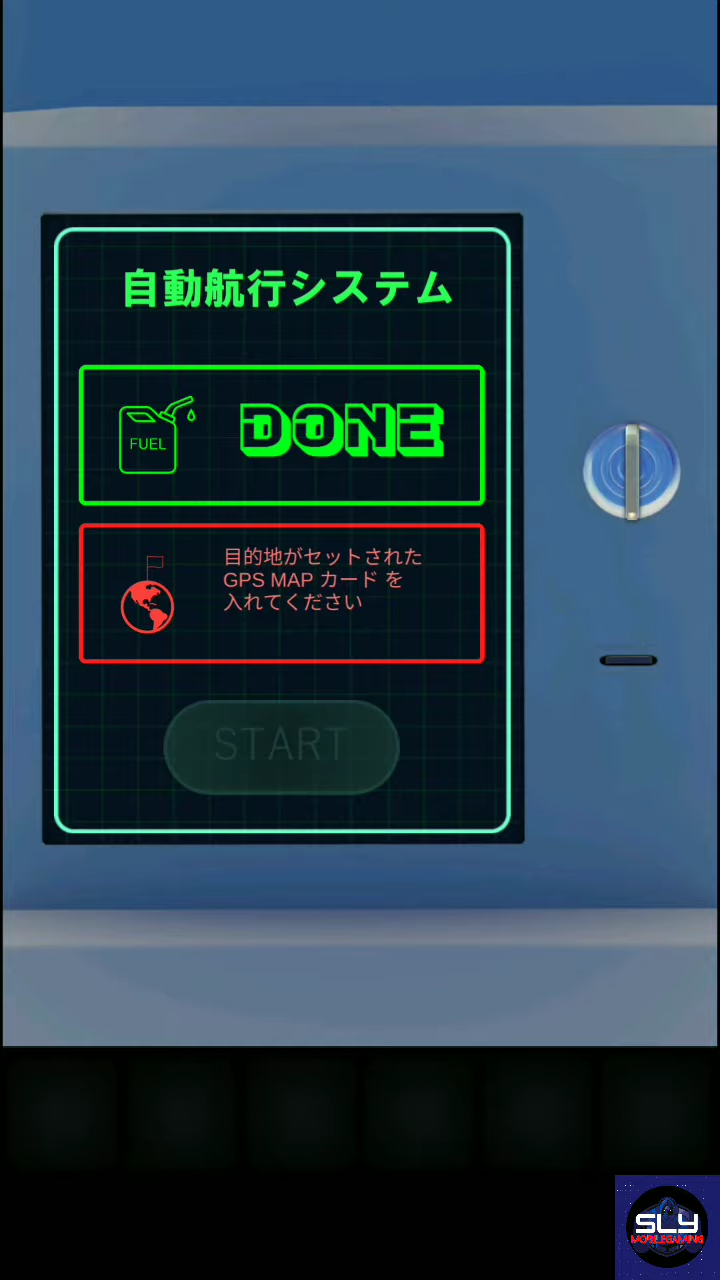 自動航行システム
FUEL
DONE
目的地がセットされた
GPS MAP カード を
入れてください
START
SLY
MOBILEGAMING